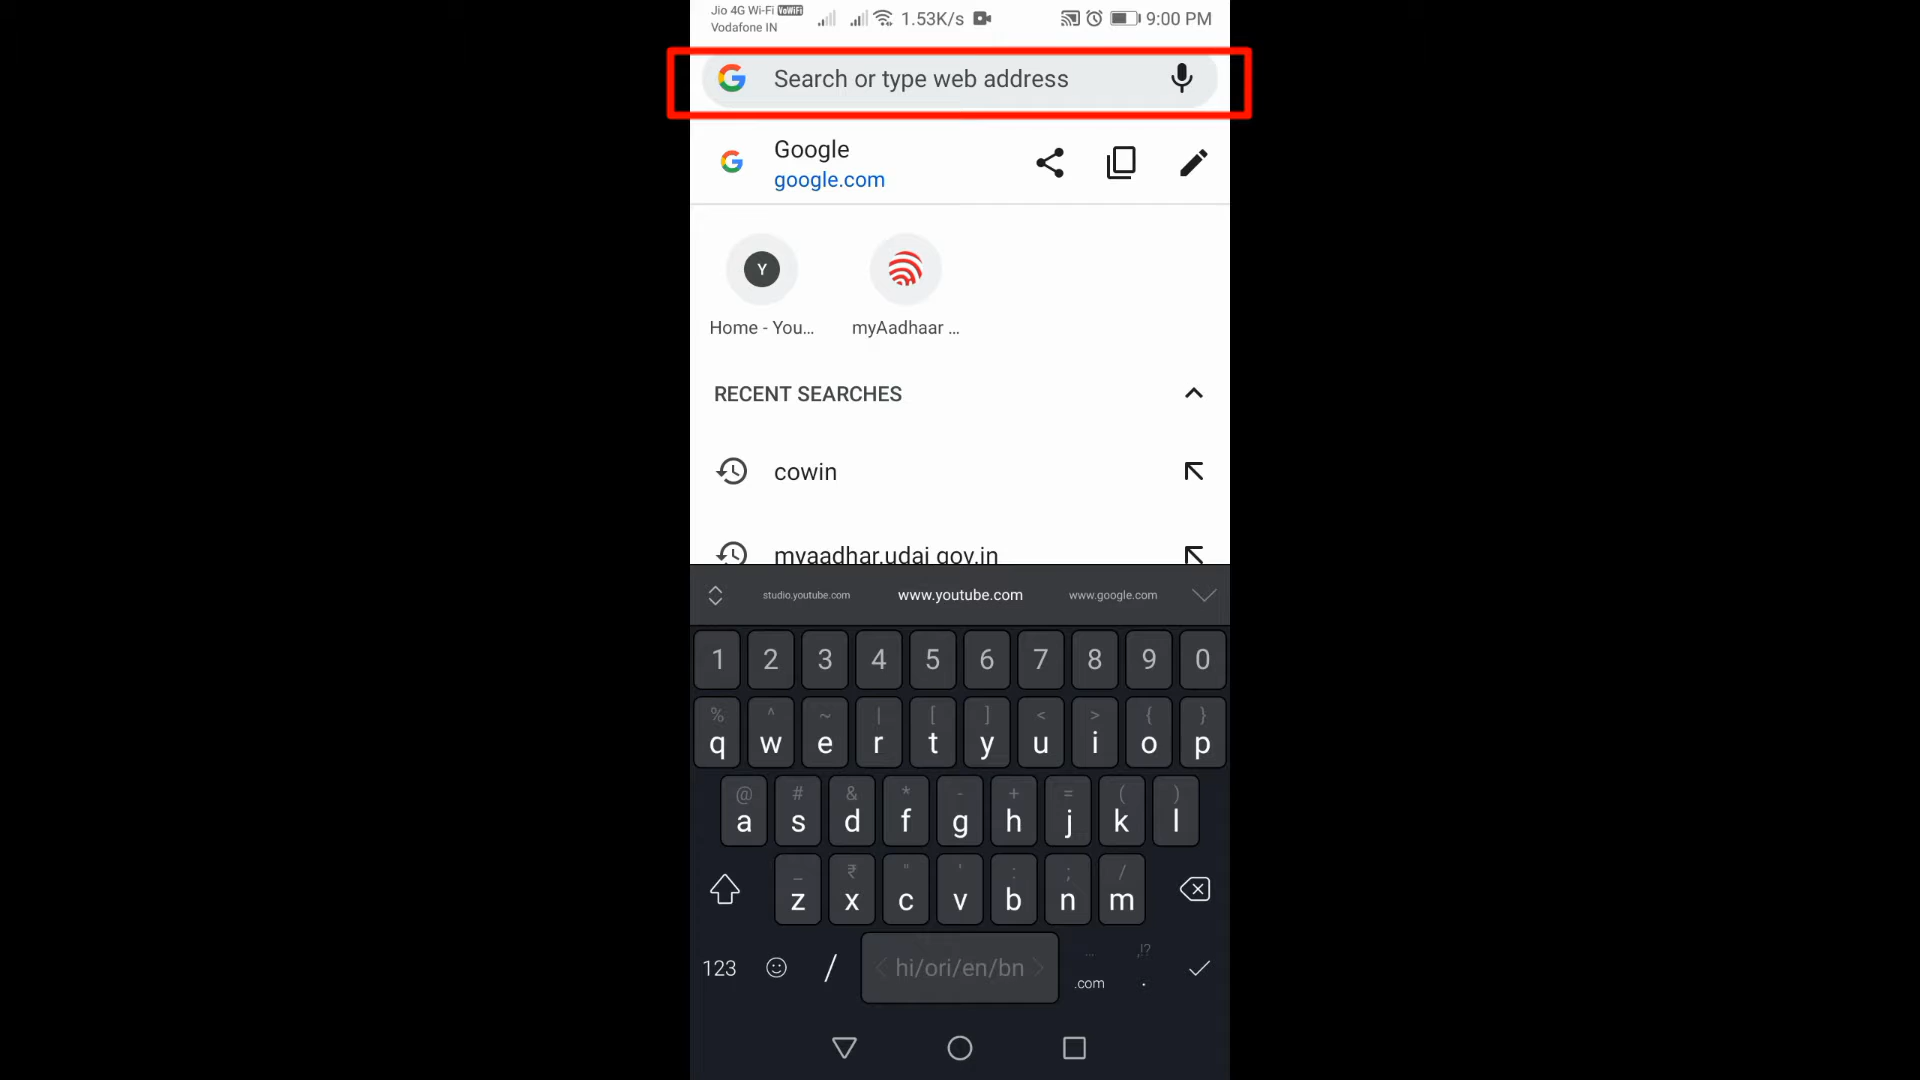 Jio 4G Wi-Fi VoWiFi
Vodafone IN
1.53K/s
9:00 PM
Search or type web address
Google
google.com
Y
Home - You...
myAadhaar ...
RECENT SEARCHES
cowin
myaadhar.udai.gov.in
studio.youtube.com www.youtube.com www.google.com
1 2 3 4 5 6 7 8 9 0
% ^ ~ | [ ] < > { }
q w e r t y u i o p
@ # & * - + = ( )
a s d f g h j k l
_ ₹ " ' : ; /
z x c v b n m
... ,!?
123 / < hi/ori/en/bn > .com .